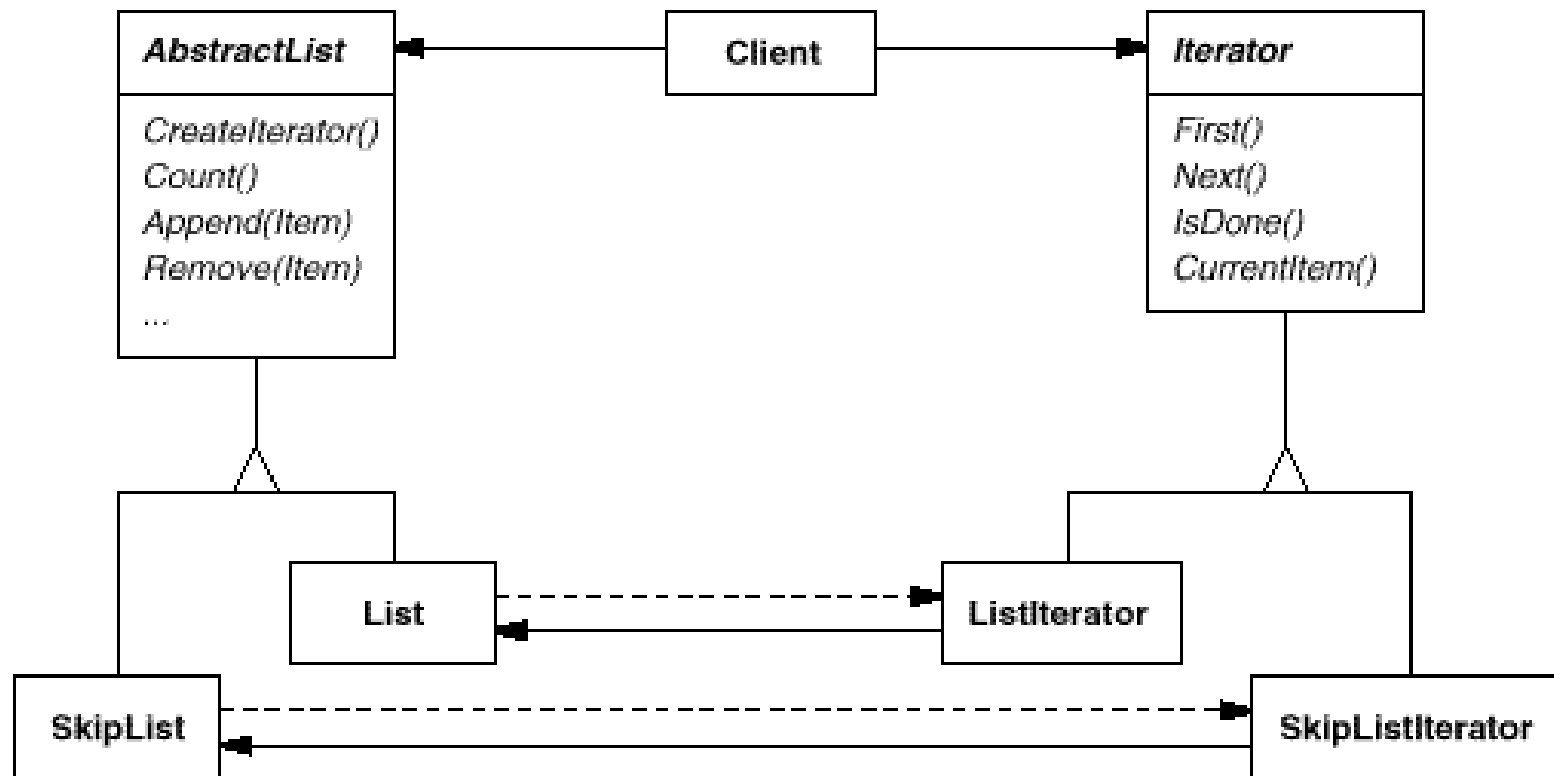 AbstractList
CreateIterator()
Count()
Append(Item)
Remove(Item)
...
Client
Iterator
First()
Next()
IsDone()
CurrentItem()
List
ListIterator
SkipList
SkipListIterator